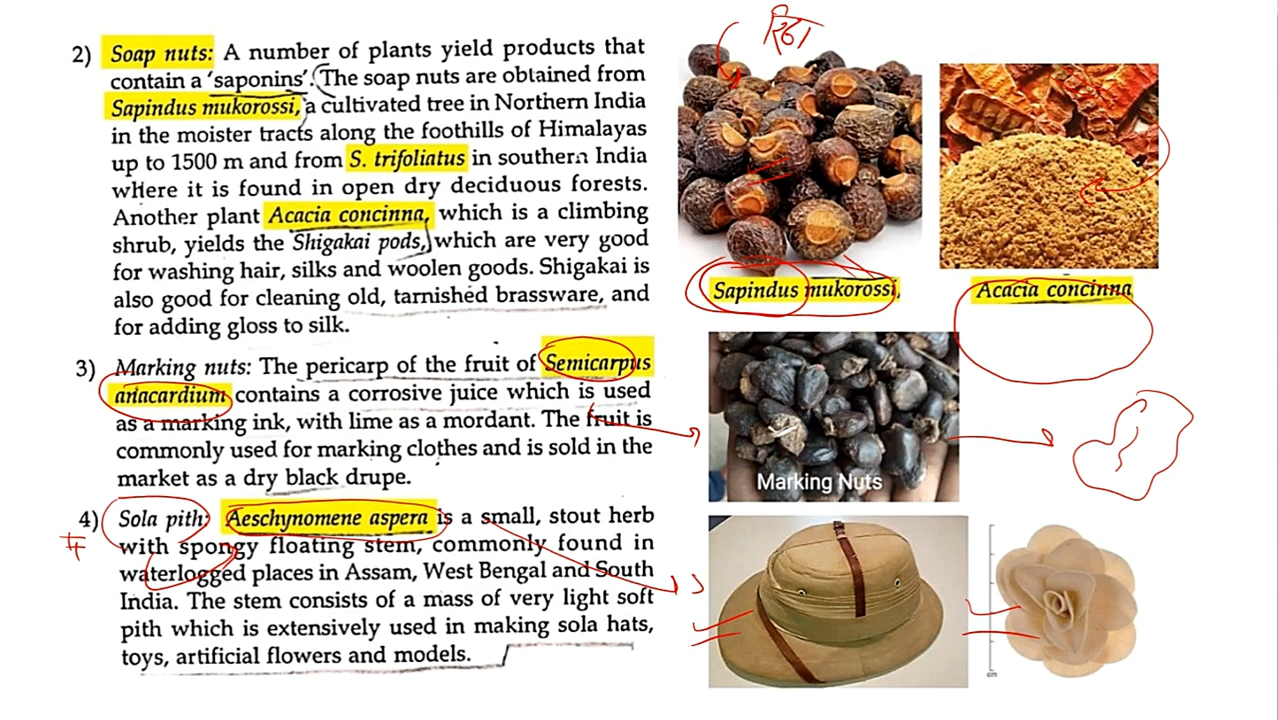 2) Soap nuts: A number of plants yield products that
contain a 'saponins'. The soap nuts are obtained from
Sapindus mukorossi, a cultivated tree in Northern India
in the moister tracts along the foothills of Himalayas
up to 1500 m and from S. trifoliatus in southern India
where it is found in open dry deciduous forests.
Another plant Acacia concinna, which is a climbing
shrub, yields the Shigakai pods, which are very good
for washing hair, silks and woolen goods. Shigakai is
also good for cleaning old, tarnished brassware, and
for adding gloss to silk.
3) Marking nuts: The pericarp of the fruit of Semicarpus
anacardium contains a corrosive juice which is used
as a marking ink, with lime as a mordant. The fruit is
commonly used for marking clothes and is sold in the
market as a dry black drupe.
4) Sola pith: Aeschynomene aspera is a small, stout herb
with spongy floating stem, commonly found in
waterlogged places in Assam, West Bengal and South
India. The stem consists of a mass of very light soft
pith which is extensively used in making sola hats,
toys, artificial flowers and models.
रिठा
Sapindus mukorossi,
Acacia concinna
Marking Nuts
cm